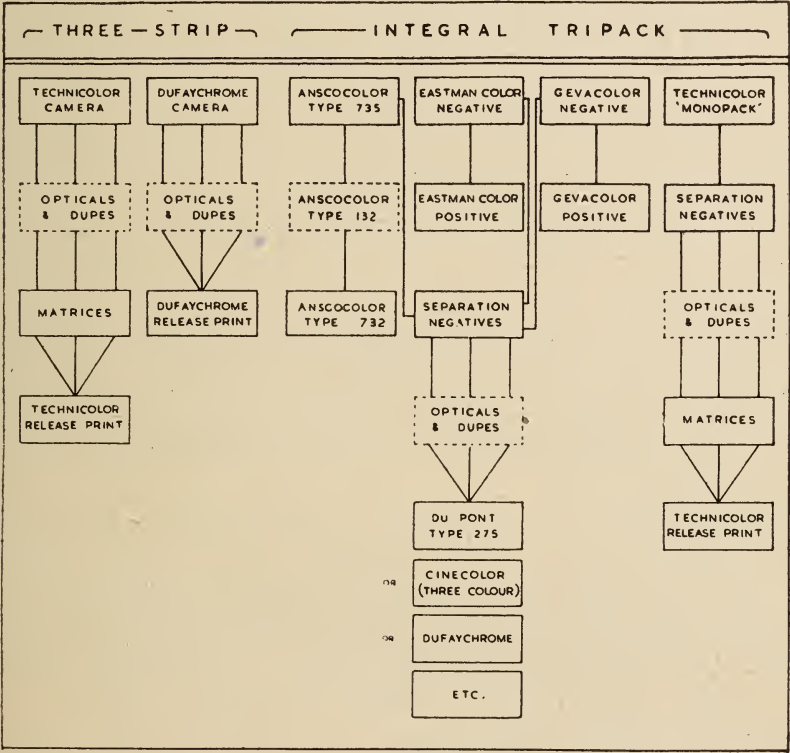 THREE-STRIP
INTEGRAL TRIPACK
TECHNICOLOR
CAMERA
OPTICALS
& DUPES
MATRICES
TECHNICOLOR
RELEASE PRINT
DUFAYCHROME
CAMERA
OPTICALS
& DUPES
DUFAYCHROME
RELEASE PRINT
ANSCOCOLOR
TYPE 735
ANSCOCOLOR
TYPE 132
ANSCOCOLOR
TYPE 732
EASTMAN COLOR
NEGATIVE
EASTMAN COLOR
POSITIVE
SEPARATION
NEGATIVES
OPTICALS
& DUPES
DU PONT
TYPE 275
OR
CINECOLOR
(THREE COLOUR)
OR
DUFAYCHROME
ETC.
GEVACOLOR
NEGATIVE
GEVACOLOR
POSITIVE
TECHNICOLOR
'MONOPACK'
SEPARATION
NEGATIVES
OPTICALS
& DUPES
MATRICES
TECHNICOLOR
RELEASE PRINT